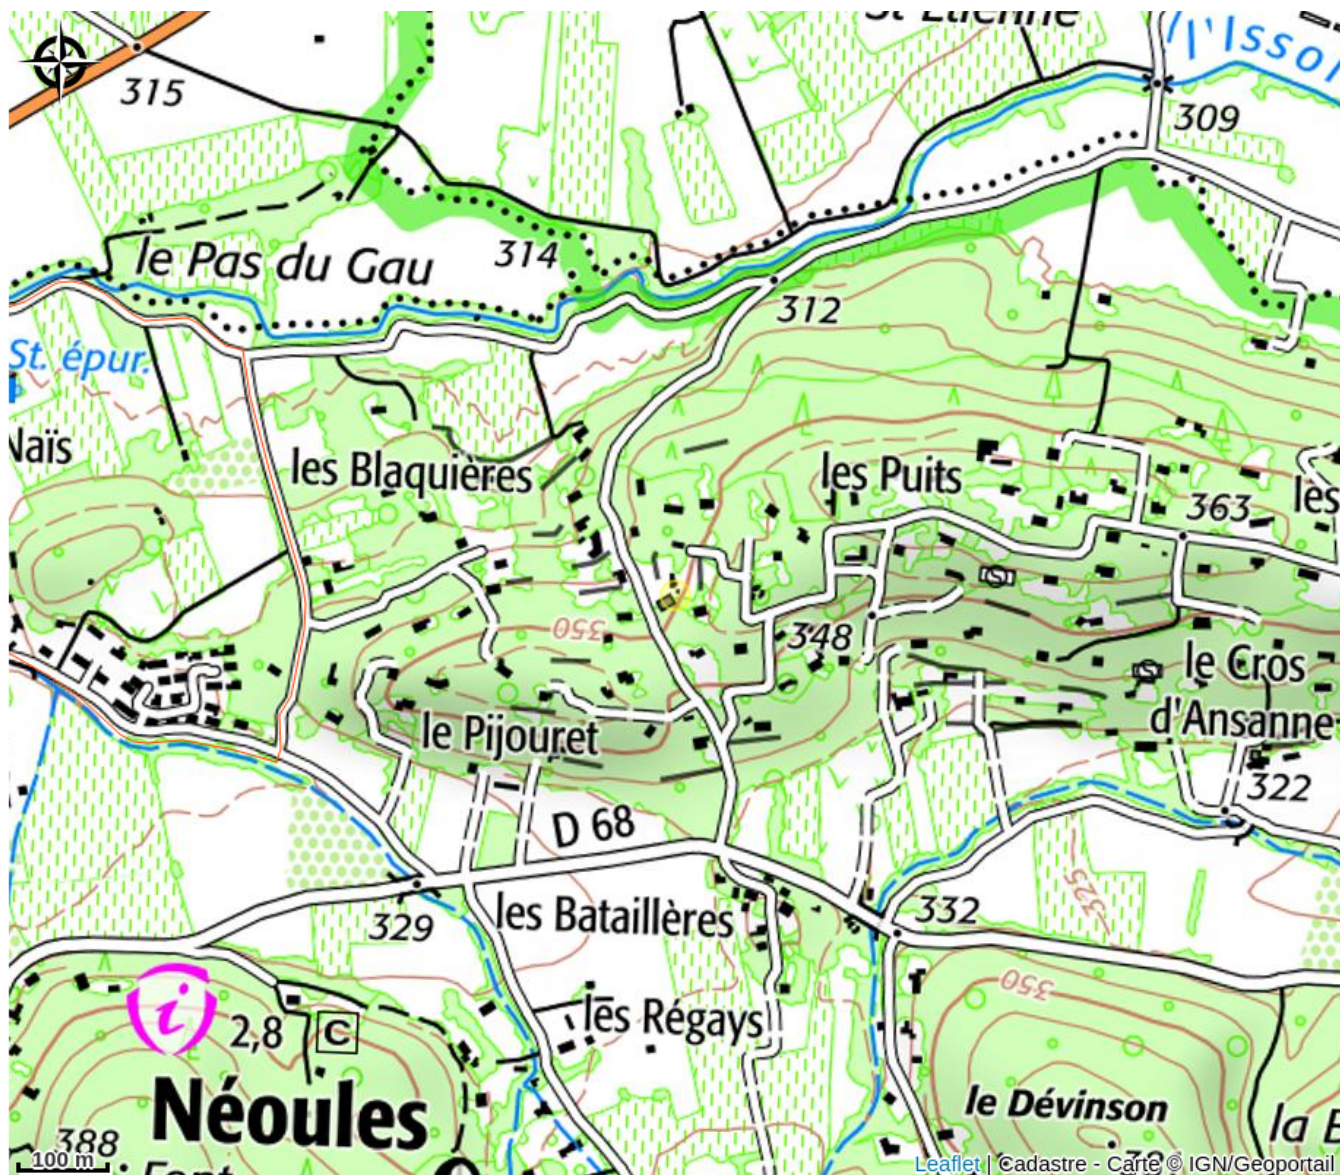 St Etienne
l'Issol
315
309
le Pas du Gau
314
312
St. épur.
Naïs
les Blaquières
les Puits
les
363
350
348
le Cros
d'Ansanne
le Pijouret
322
D 68
325
les Bataillères
332
329
350
les Régays
i
2,8
C
Néoules
le Dévinson
388
100 m
Leaflet | Cadastre - Carte © IGN/Geoportail